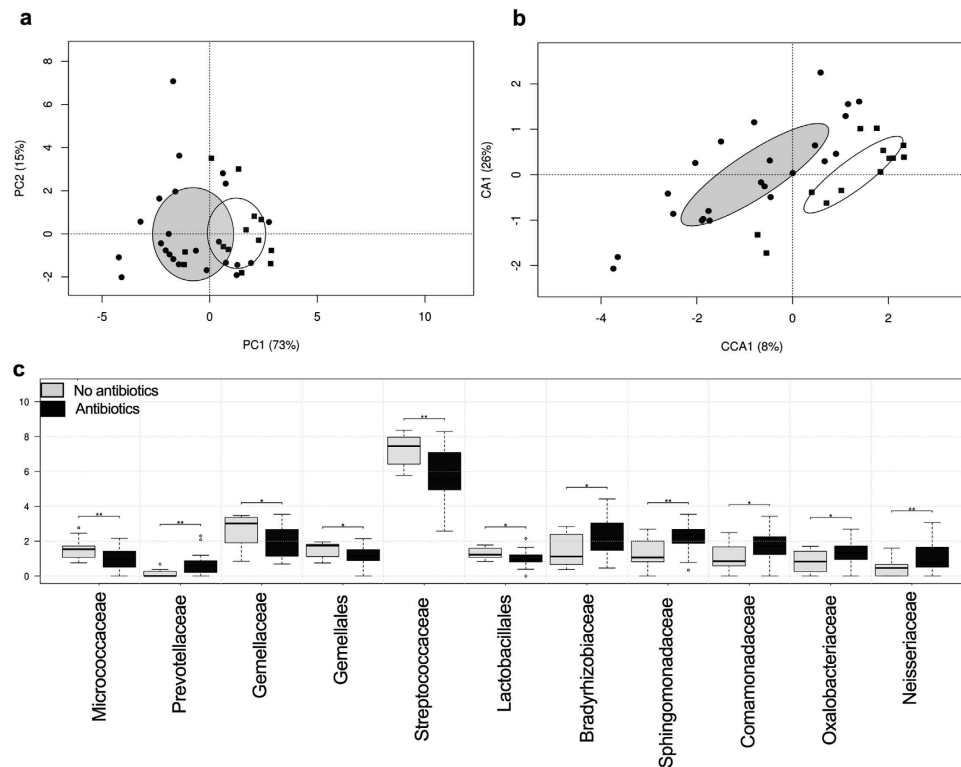 a
b
8
6
4
2
0
-2
PC2 (15%)
-5
0
5
10
PC1 (73%)
2
1
0
-1
-2
CA1 (26%)
-4
-2
0
2
CCA1 (8%)
c
No antibiotics
Antibiotics
10
8
6
4
2
0
**
**
*
*
**
*
*
**
*
*
**
Micrococcaceae
Prevotellaceae
Gemellaceae
Gemellales
Streptococcaceae
Lactobacillales
Bradyrhizobiaceae
Sphingomonadaceae
Comamonadaceae
Oxalobacteriaceae
Neisseriaceae